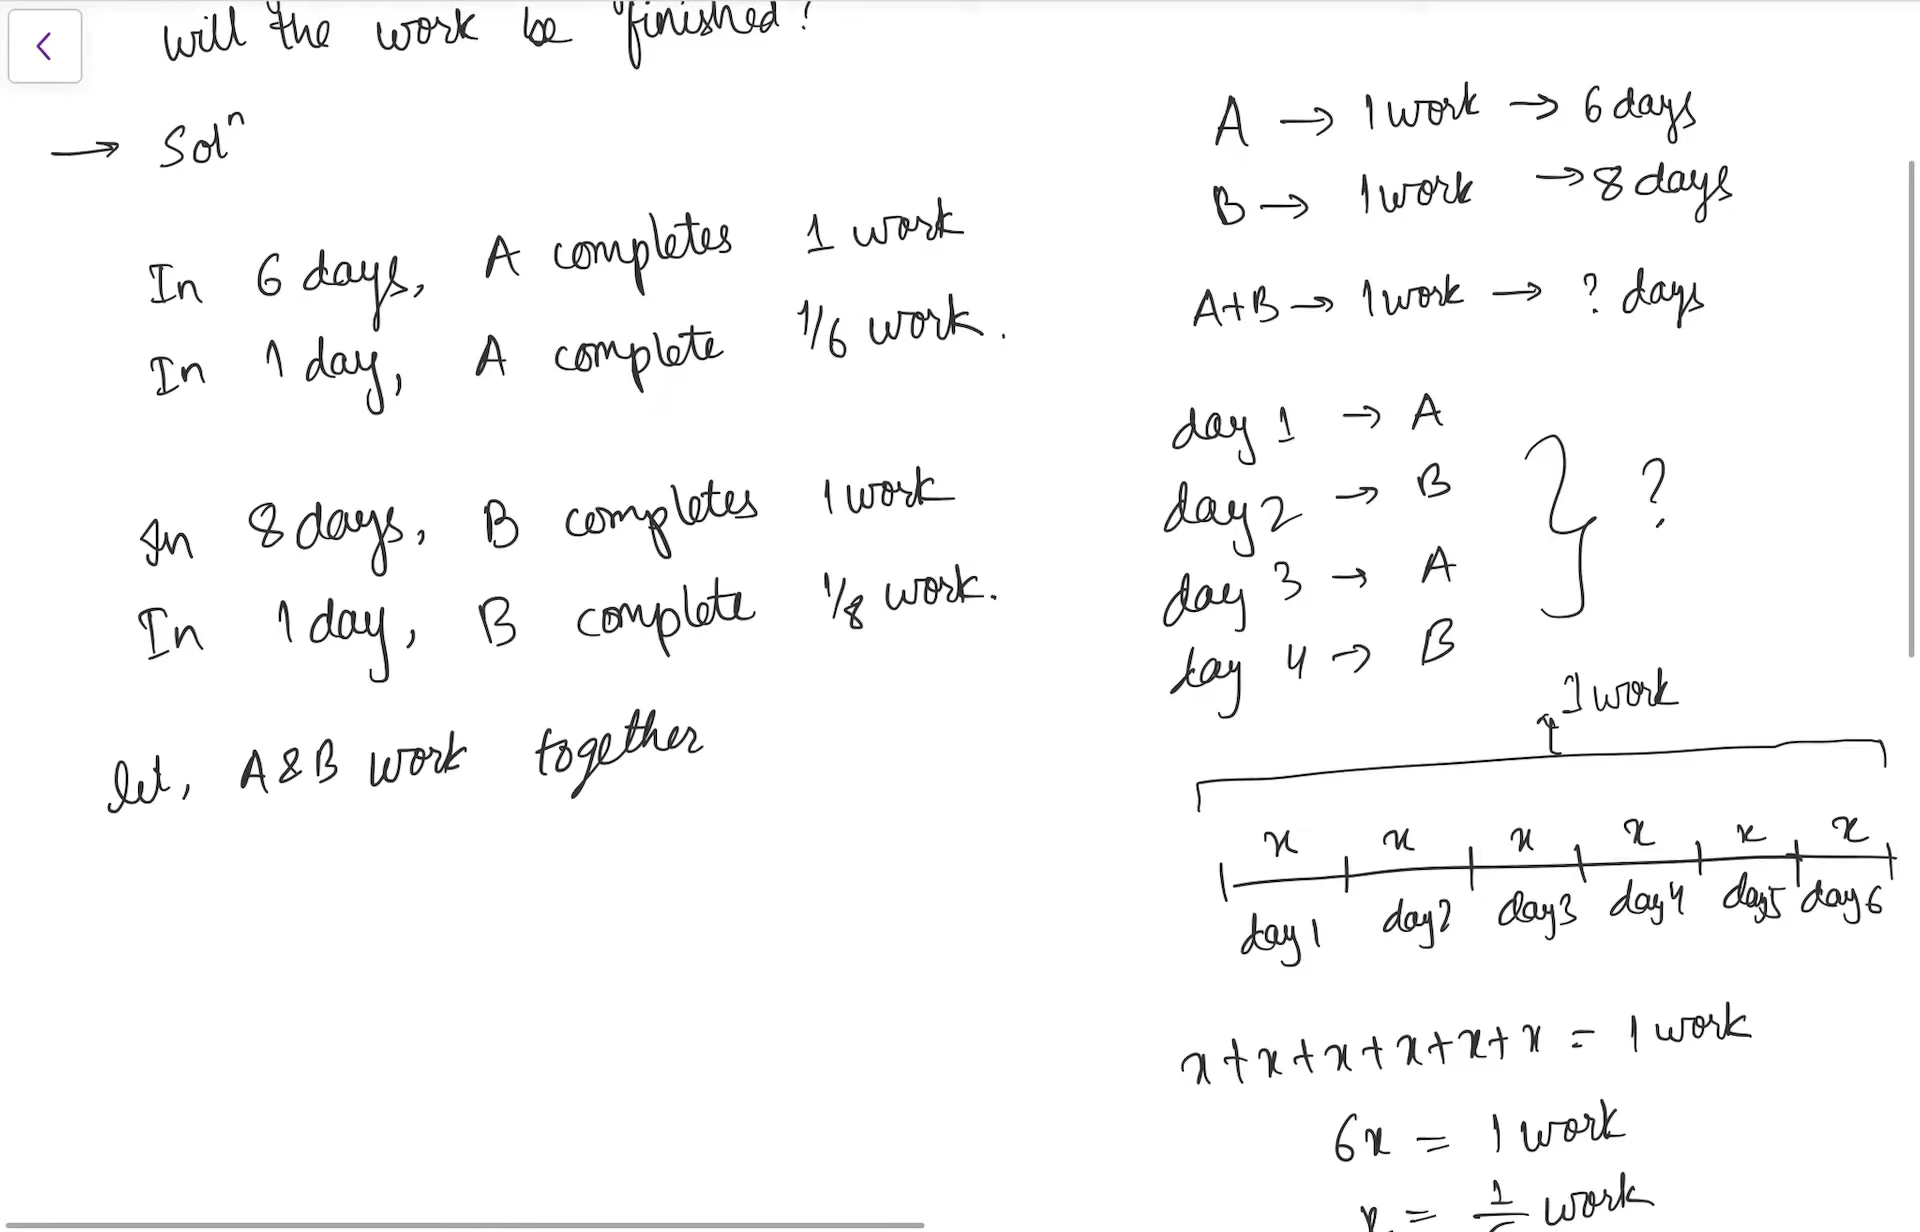 will the work be finished?
→ Solⁿ
In 6 days, A completes 1 work
In 1 day, A complete 1/6 work.
In 8 days, B completes 1 work
In 1 day, B complete 1/8 work.
let, A & B work together
A → 1 work → 6 days
B → 1 work → 8 days
A+B → 1 work → ? days
day 1 → A
day 2 → B
day 3 → A
day 4 → B
?
1 work
x x x x x x
day 1 day 2 day 3 day 4 day 5 day 6
x + x + x + x + x + x = 1 work
6x = 1 work
x = 1/ work